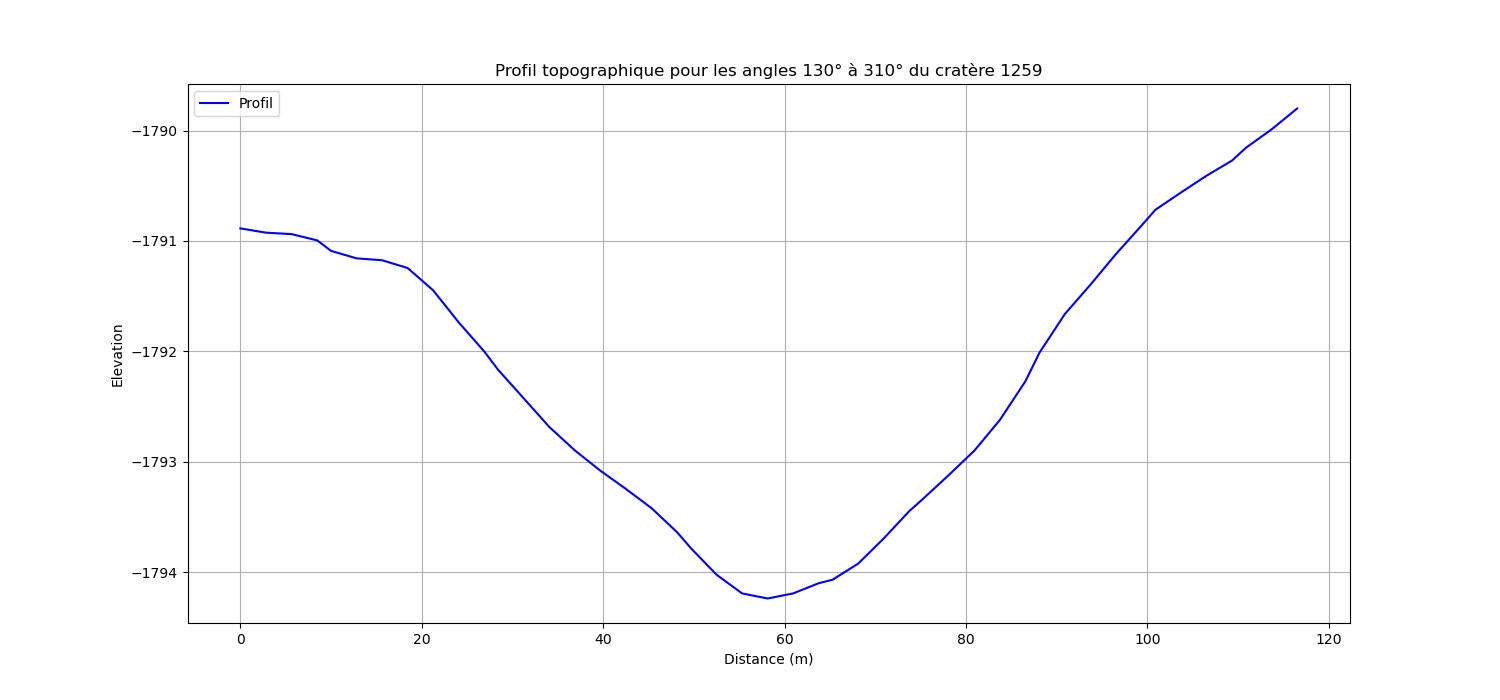 Profil topographique pour les angles 130° à 310° du cratère 1259
Profil
−1790
−1791
−1792
−1793
−1794
Elevation
0 20 40 60 80 100 120
Distance (m)